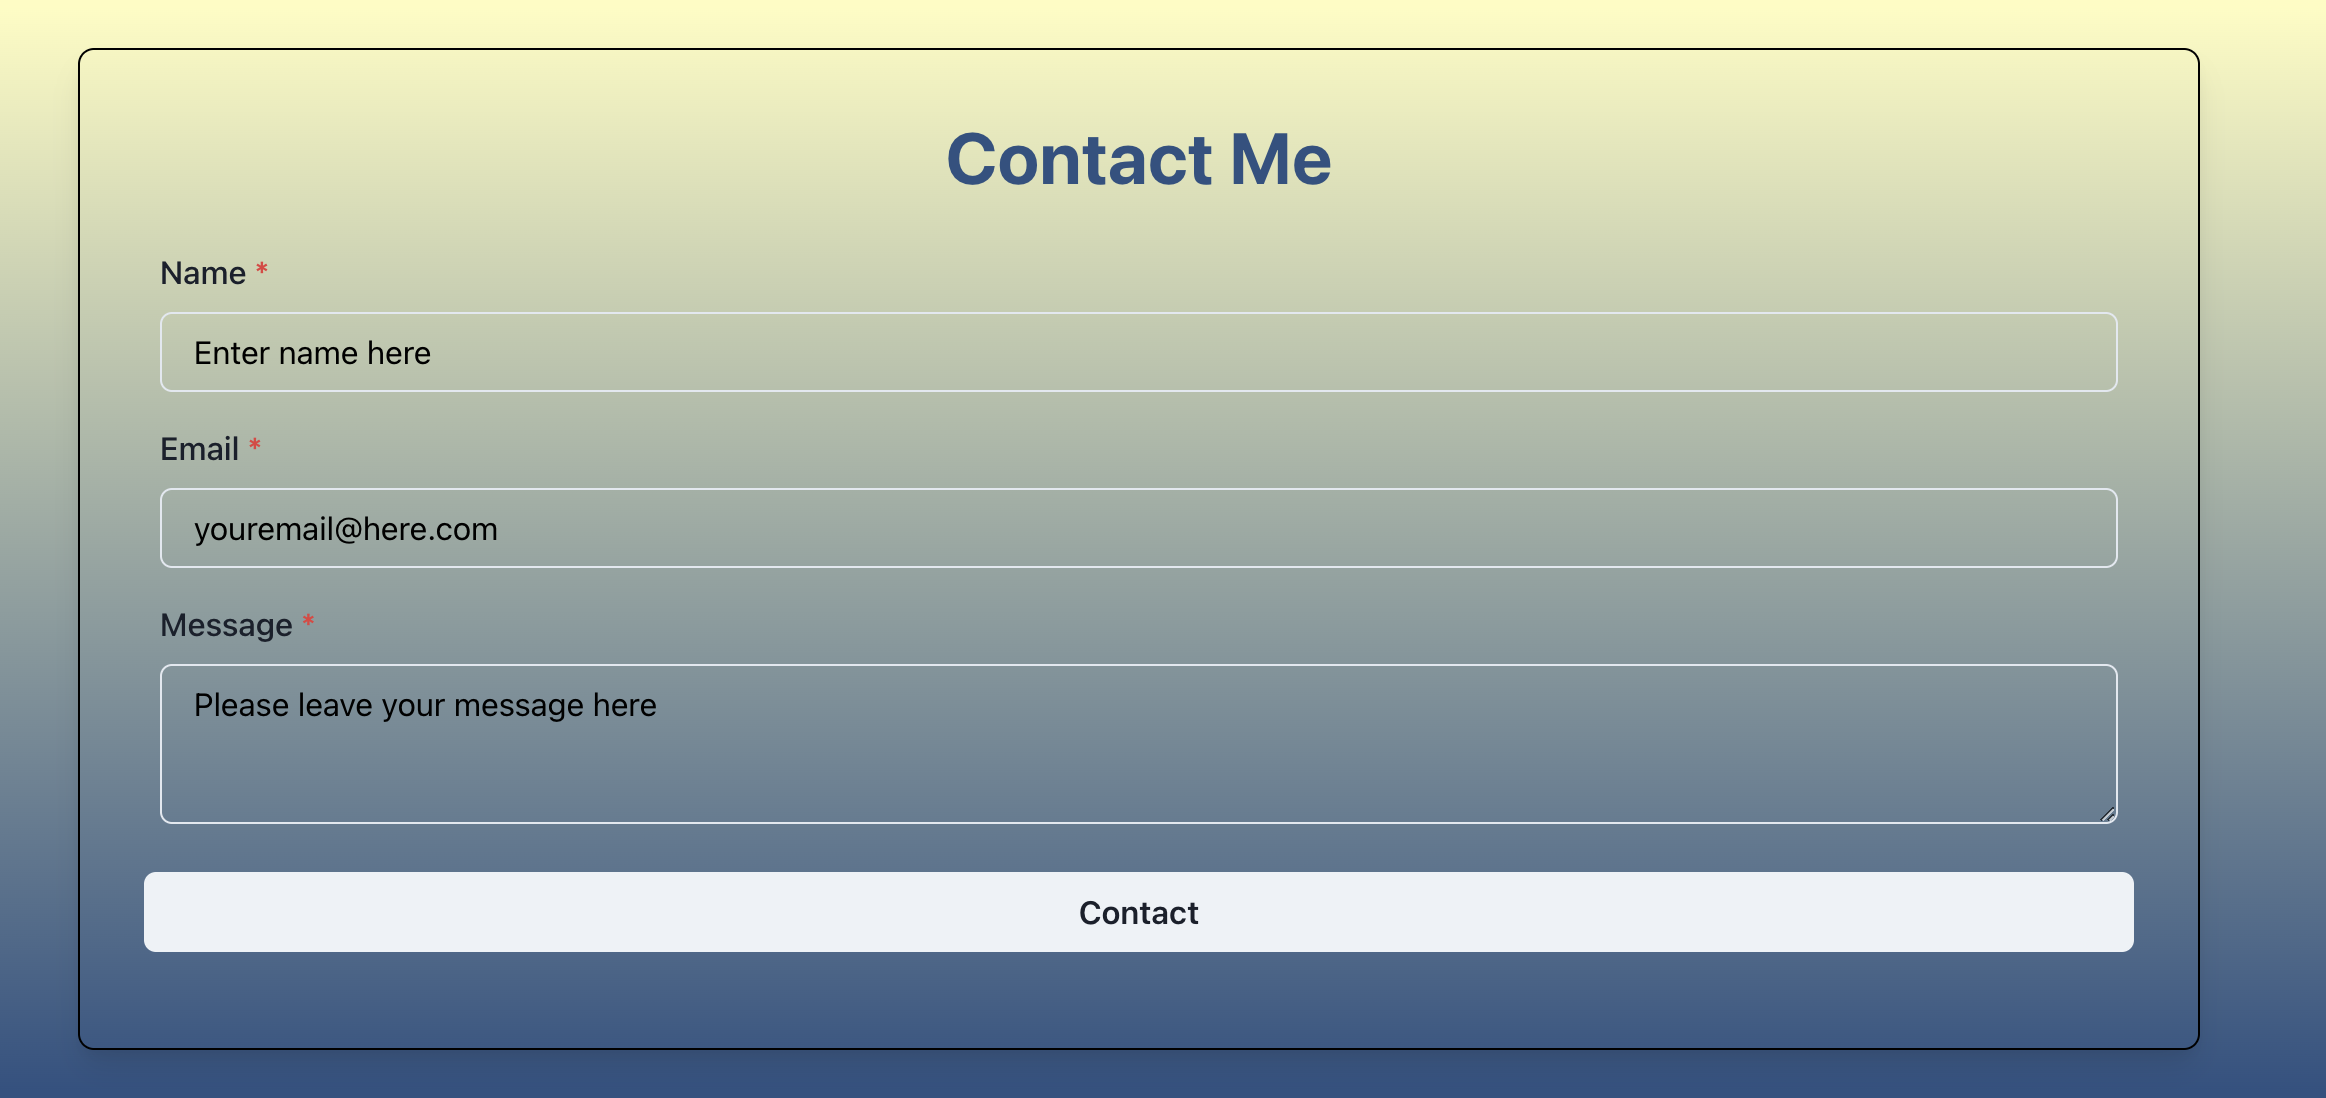 Contact Me
Name *
Enter name here
Email *
youremail@here.com
Message *
Please leave your message here
Contact